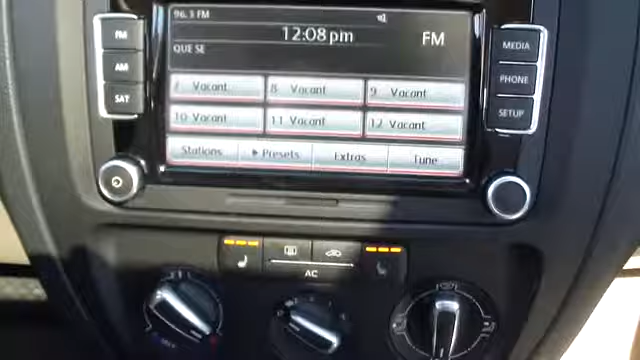 96.3 FM
12:08 pm
FM
QUE SE
FM
AM
SAT
MEDIA
PHONE
SETUP
7 Vacant 8 Vacant 9 Vacant
10 Vacant 11 Vacant 12 Vacant
Stations Presets Extras Tune
AC